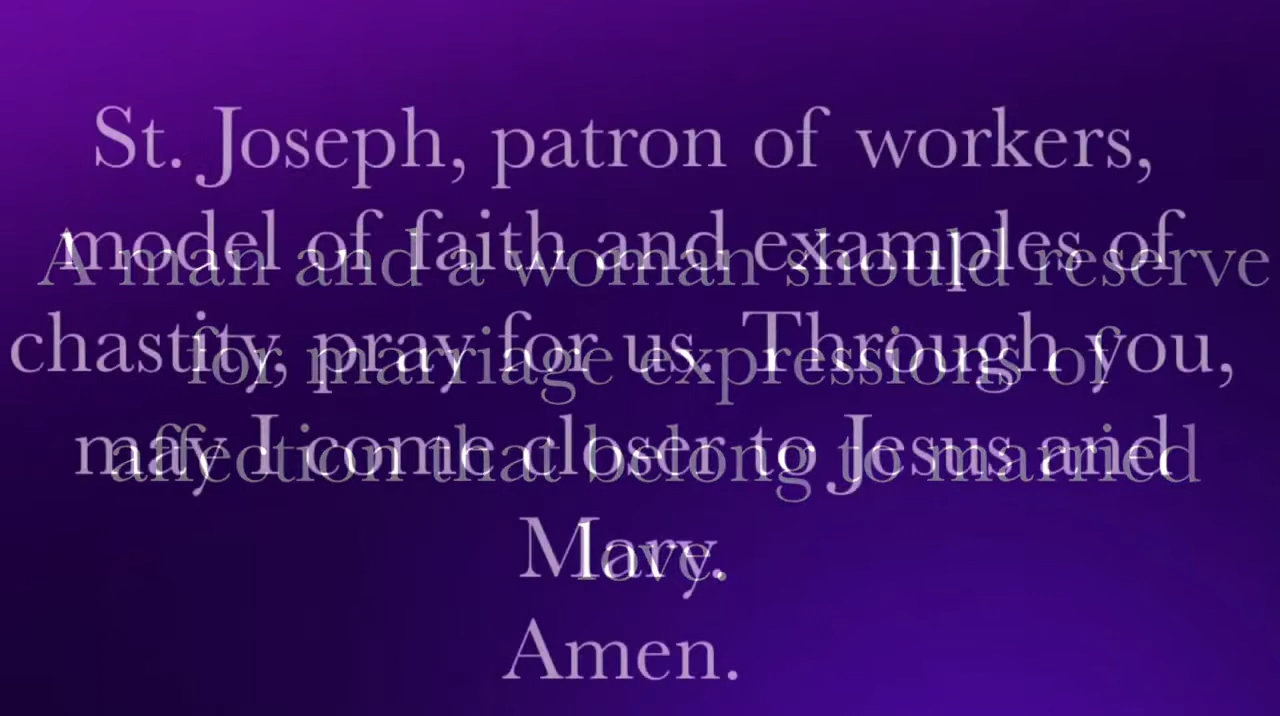 St. Joseph, patron of workers,
model of faith and examples of
chastity, pray for us. Through you,
may I come closer to Jesus and
Mary.
Amen.
A man and a woman should reserve
for marriage expressions of
affection that belong to married
love.